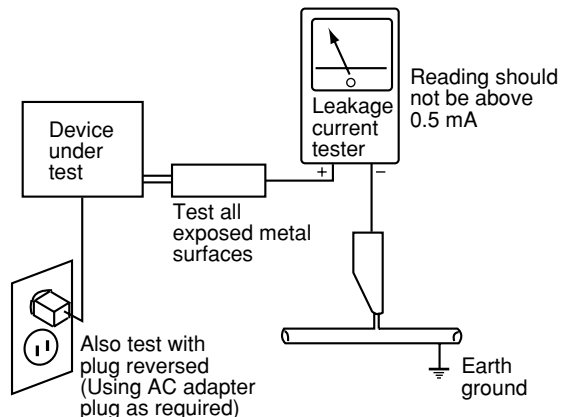 Leakage
current
tester
+ −
Reading should
not be above
0.5 mA
Device
under
test
Test all
exposed metal
surfaces
Also test with
plug reversed
(Using AC adapter
plug as required)
Earth
ground